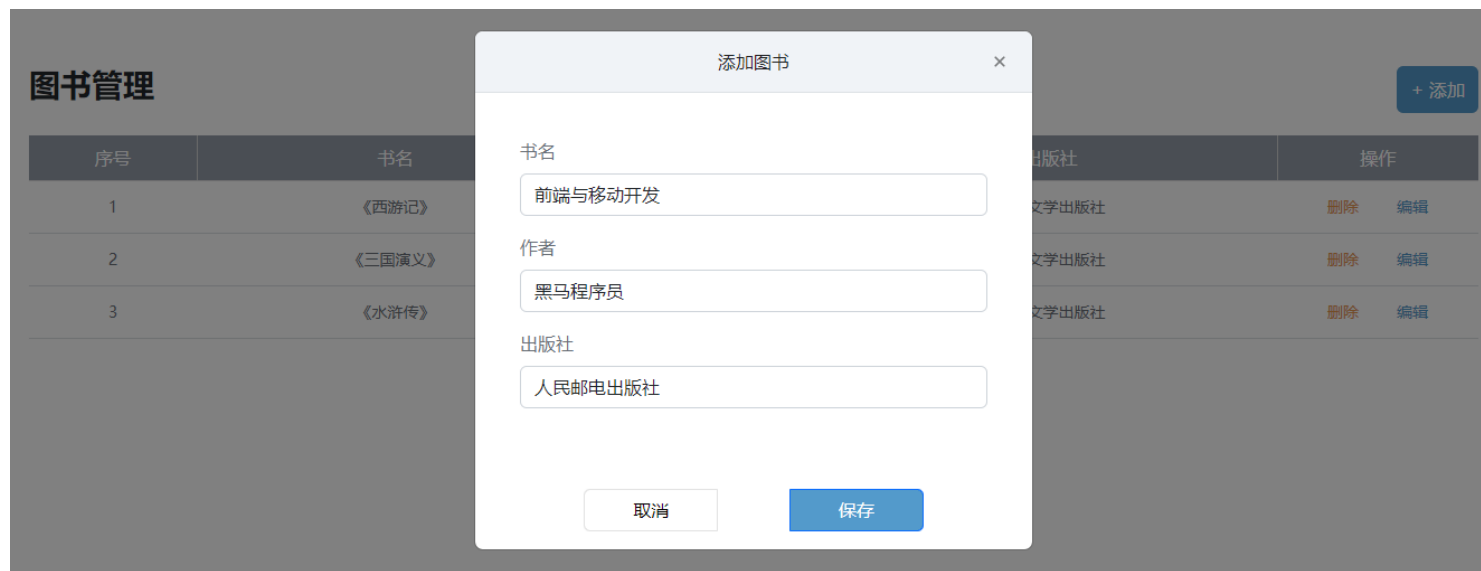 添加图书 ×
图书管理
+ 添加
序号 书名 出版社 操作
1 《西游记》 文学出版社 删除 编辑
2 《三国演义》 文学出版社 删除 编辑
3 《水浒传》 文学出版社 删除 编辑
书名
前端与移动开发
作者
黑马程序员
出版社
人民邮电出版社
取消 保存